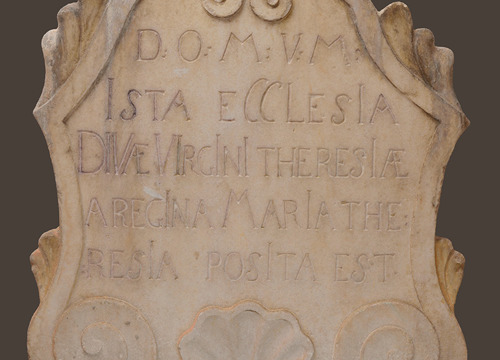 D·O·M·V·M·
ISTA ECCLESIA
DIVÆ VIRGINI THERESIÆ
A REGINA MARIA THE:
RESIA POSITA EST